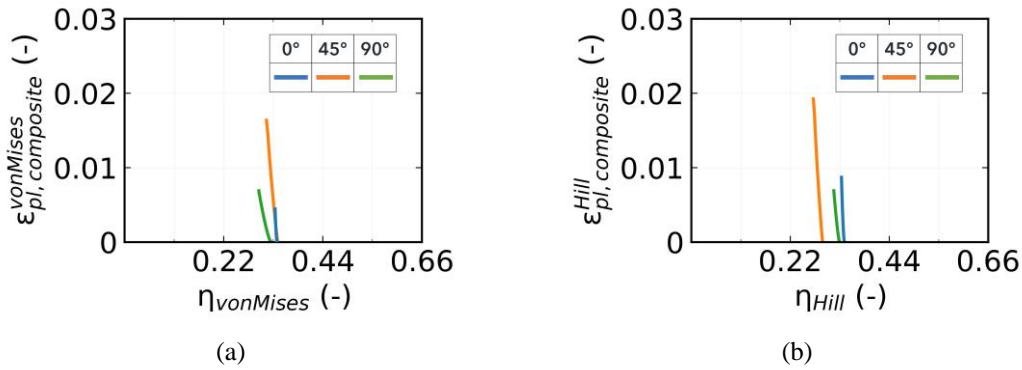 0.03
0.02
0.01
0
0.22 0.44 0.66
ε^{vonMises}_{pl, composite} (-)
η_{vonMises} (-)
0° 45° 90°
(a)
0.03
0.02
0.01
0
0.22 0.44 0.66
ε^{Hill}_{pl, composite} (-)
η_{Hill} (-)
0° 45° 90°
(b)